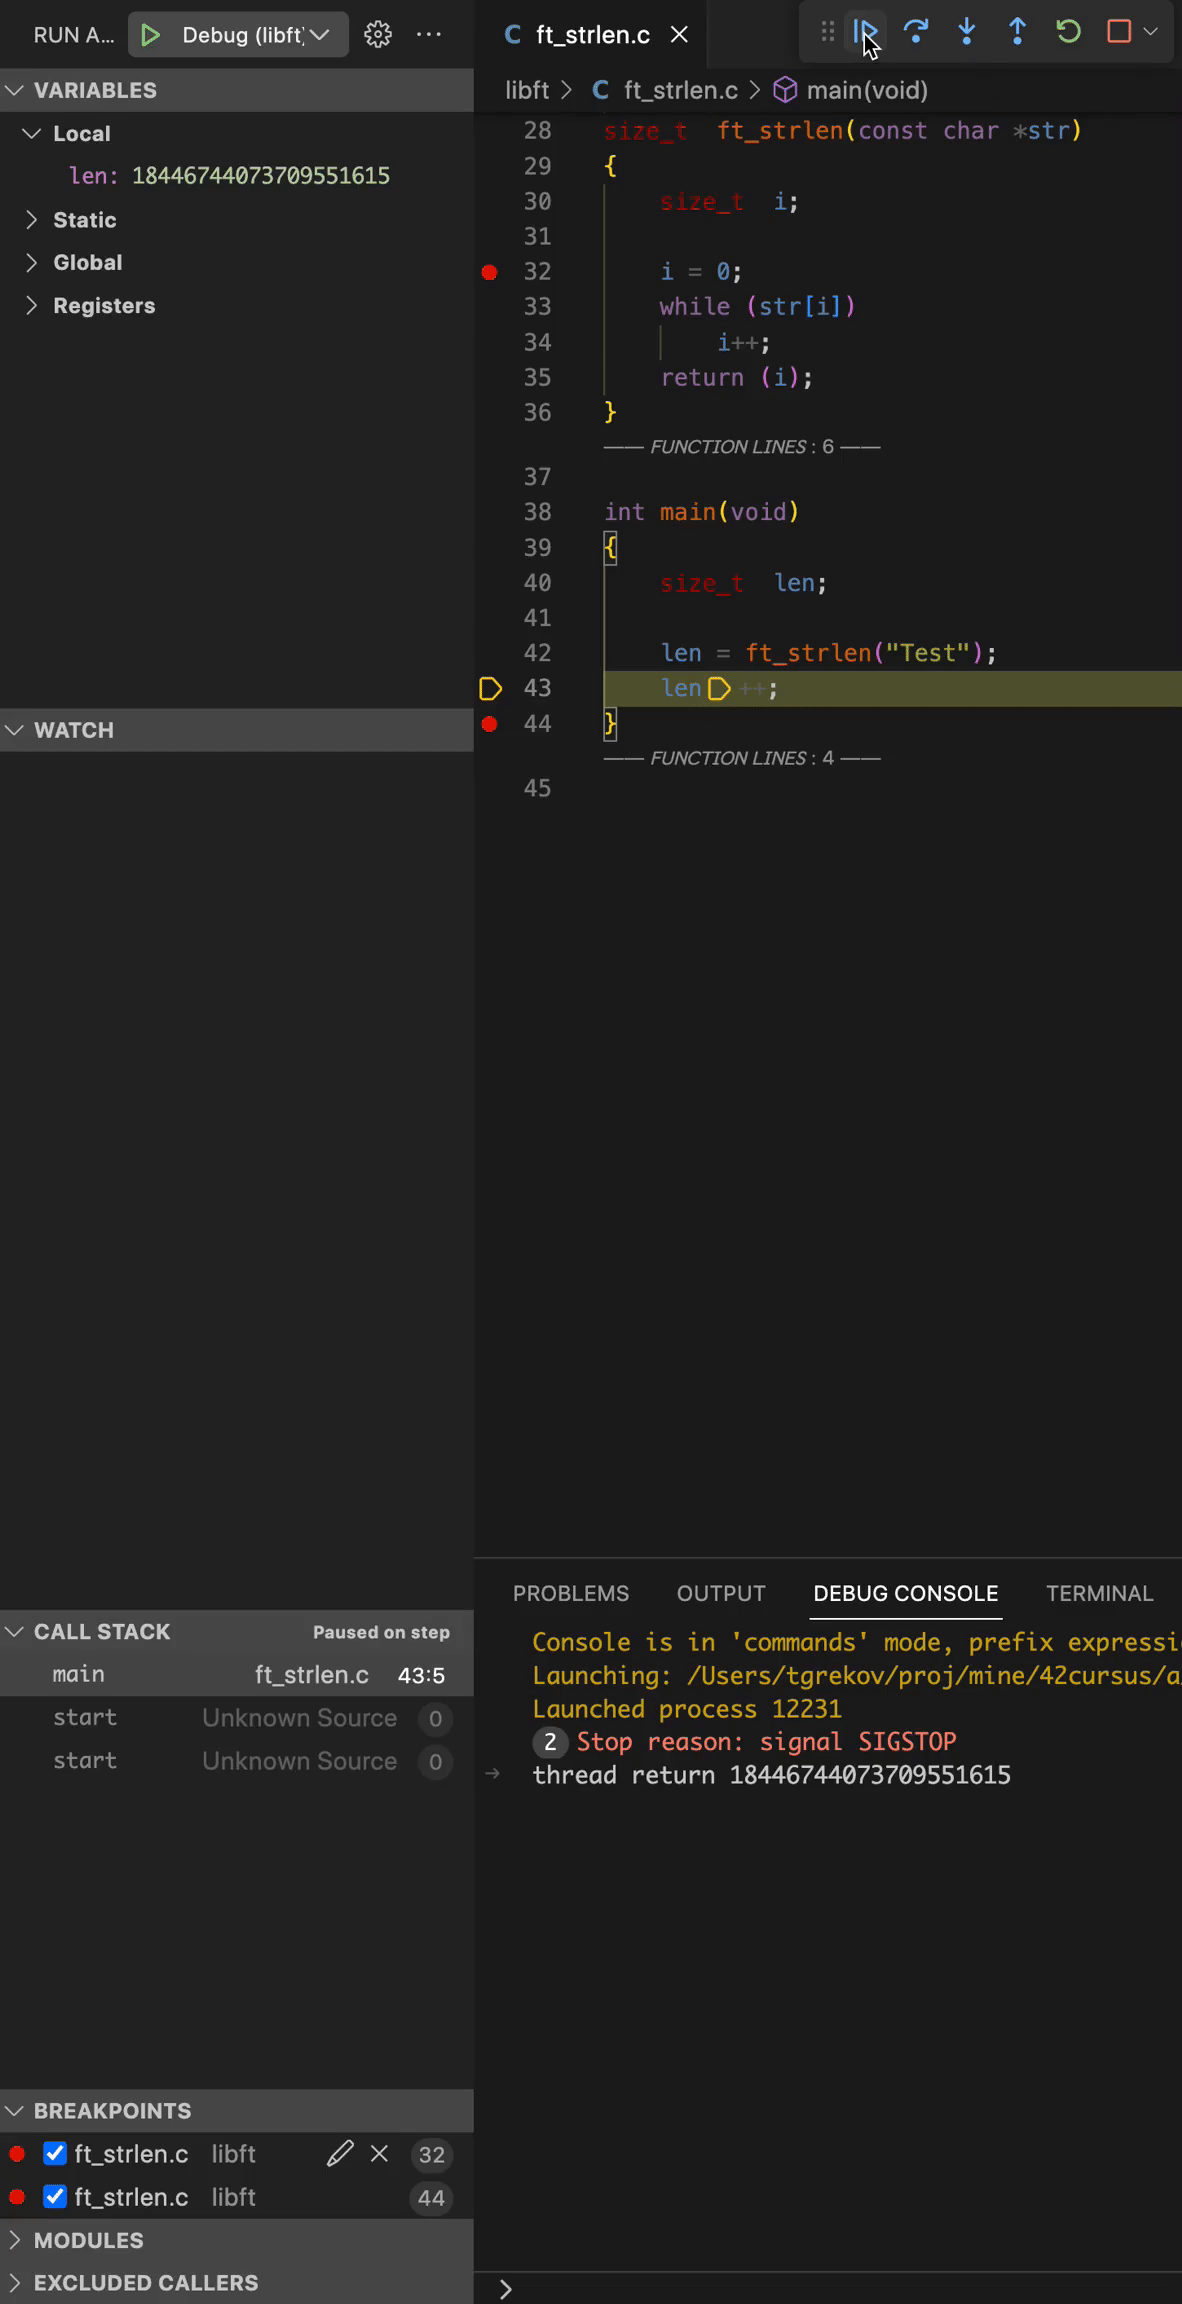 RUN A...
Debug (libft)
VARIABLES
Local
len: 18446744073709551615
Static
Global
Registers
WATCH
CALL STACK
Paused on step
main ft_strlen.c 43:5
start Unknown Source 0
start Unknown Source 0
BREAKPOINTS
ft_strlen.c libft 32
ft_strlen.c libft 44
MODULES
EXCLUDED CALLERS
C ft_strlen.c
libft > C ft_strlen.c > main(void)
28 size_t ft_strlen(const char *str)
29 {
30 size_t i;
31
32 i = 0;
33 while (str[i])
34 i++;
35 return (i);
36 }
—— FUNCTION LINES : 6 ——
37
38 int main(void)
39 {
40 size_t len;
41
42 len = ft_strlen("Test");
43 len ++;
44 }
—— FUNCTION LINES : 4 ——
45
PROBLEMS OUTPUT DEBUG CONSOLE TERMINAL
Console is in 'commands' mode, prefix expressi
Launching: /Users/tgrekov/proj/mine/42cursus/a
Launched process 12231
2 Stop reason: signal SIGSTOP
thread return 18446744073709551615